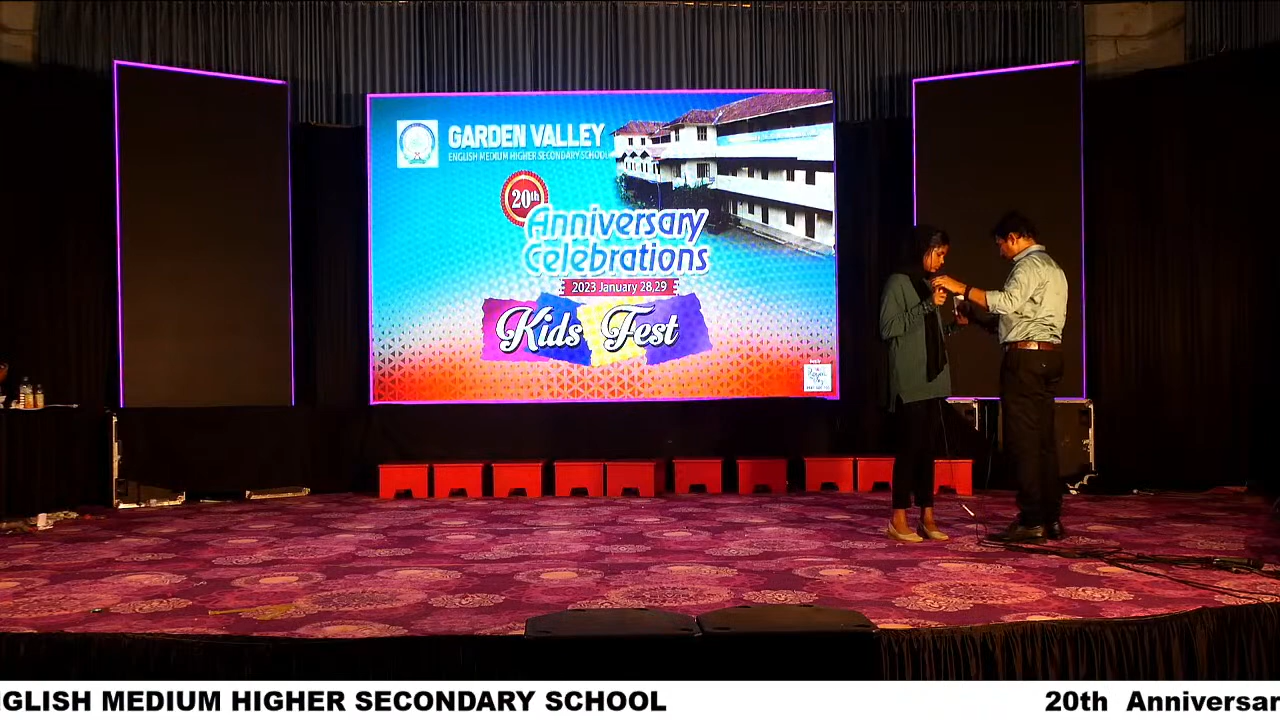 GARDEN VALLEY
ENGLISH MEDIUM HIGHER SECONDARY SCHOOL
20th
Anniversary
Celebrations
2023 January 28,29
Kids Fest
NGLISH MEDIUM HIGHER SECONDARY SCHOOL 20th Anniversar